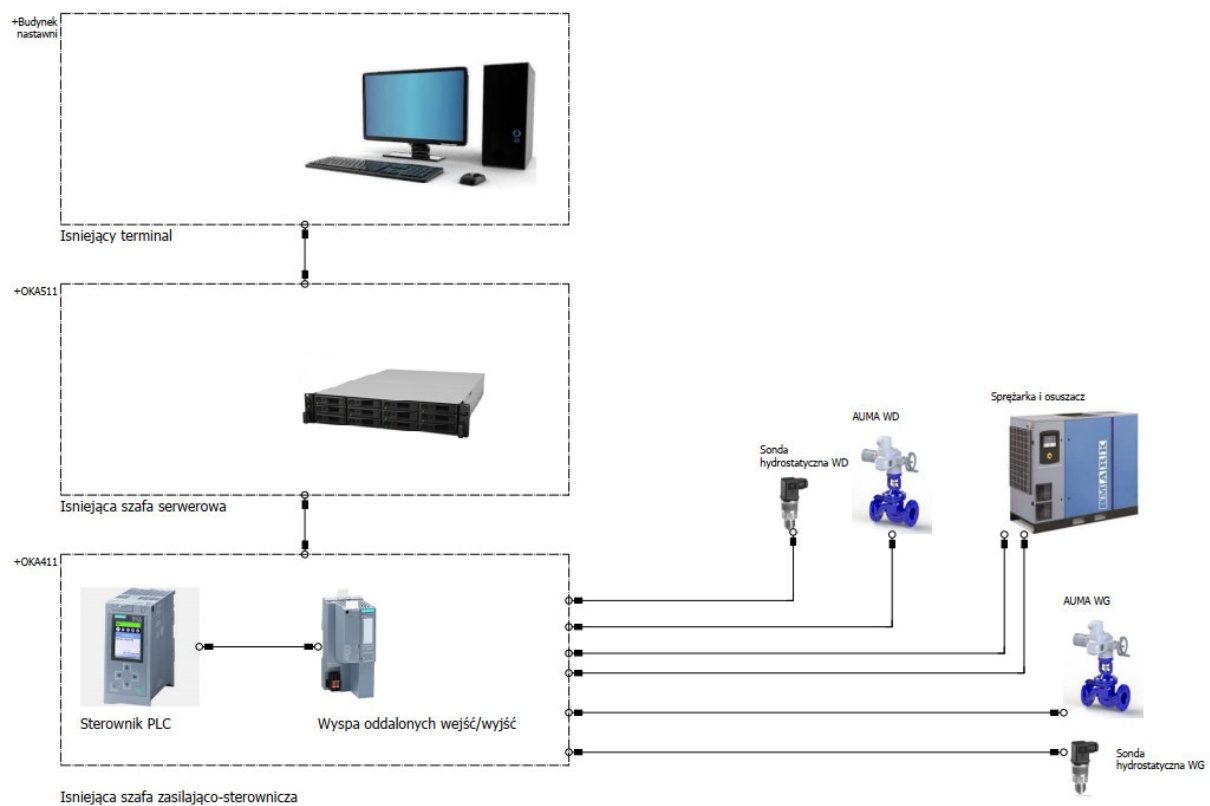 +Budynek
nastawni
Isniejący terminal
+OKA511
Isniejąca szafa serwerowa
+OKA411
Sterownik PLC
Wyspa oddalonych wejść/wyjść
Isniejąca szafa zasilająco-sterownicza
Sonda
hydrostatyczna WD
AUMA WD
Sprężarka i osuszacz
AUMA WG
Sonda
hydrostatyczna WG